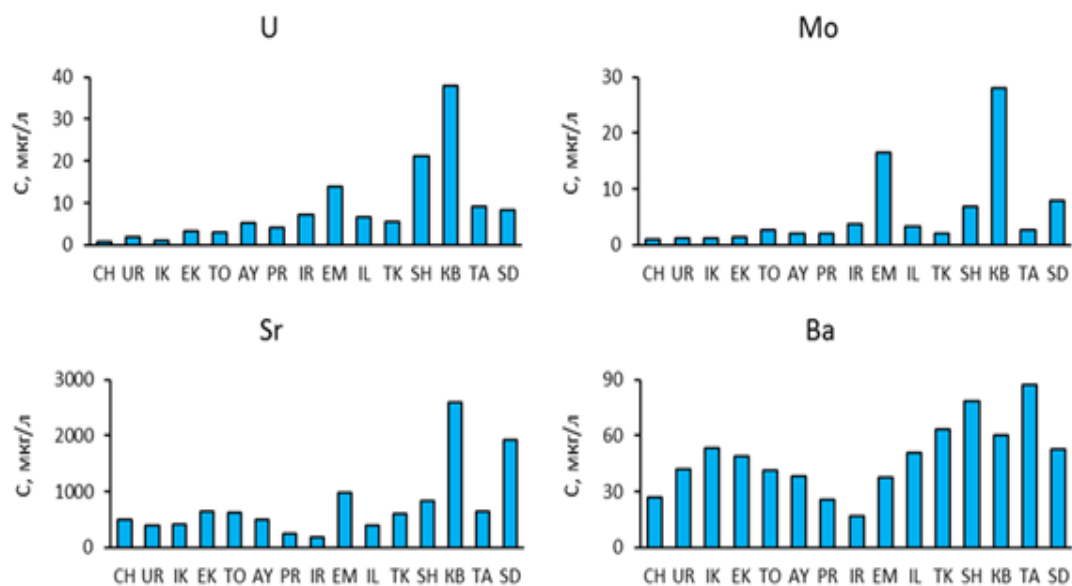 U
C, мкг/л
40
30
20
10
0
CH UR IK EK TO AY PR IR EM IL TK SH KB TA SD
Mo
C, мкг/л
30
20
10
0
CH UR IK EK TO AY PR IR EM IL TK SH KB TA SD
Sr
C, мкг/л
3000
2000
1000
0
CH UR IK EK TO AY PR IR EM IL TK SH KB TA SD
Ba
C, мкг/л
90
60
30
0
CH UR IK EK TO AY PR IR EM IL TK SH KB TA SD